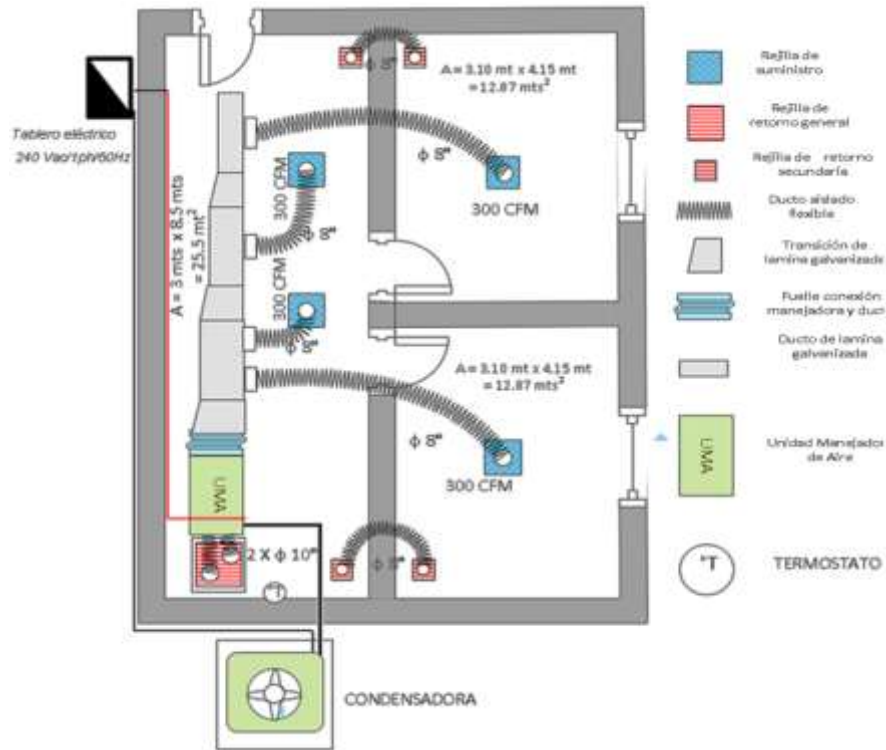 Tablero eléctrico
240 Vac/1ph/60Hz
A = 3 mts x 8.5 mts
= 25.5 mt²
ϕ 8"
A = 3.10 mt x 4.15 mt
= 12.87 mts²
ϕ 8"
300 CFM
300 CFM
ϕ 8"
300 CFM
ϕ 8"
A = 3.10 mt x 4.15 mt
= 12.87 mts²
ϕ 8"
300 CFM
UMA
2 X ϕ 10"
ϕ 8"
°T
CONDENSADORA
Rejilla de
suministro
Rejilla de
retorno general
Rejilla de retorno
secundaria
Ducto aislado
flexible
Transición de
lamina galvanizada
Fuelle conexión
manejadora y duct
Ducto de lamina
galvanizada
UMA
Unidad Manejador
de Aire
°T
TERMOSTATO